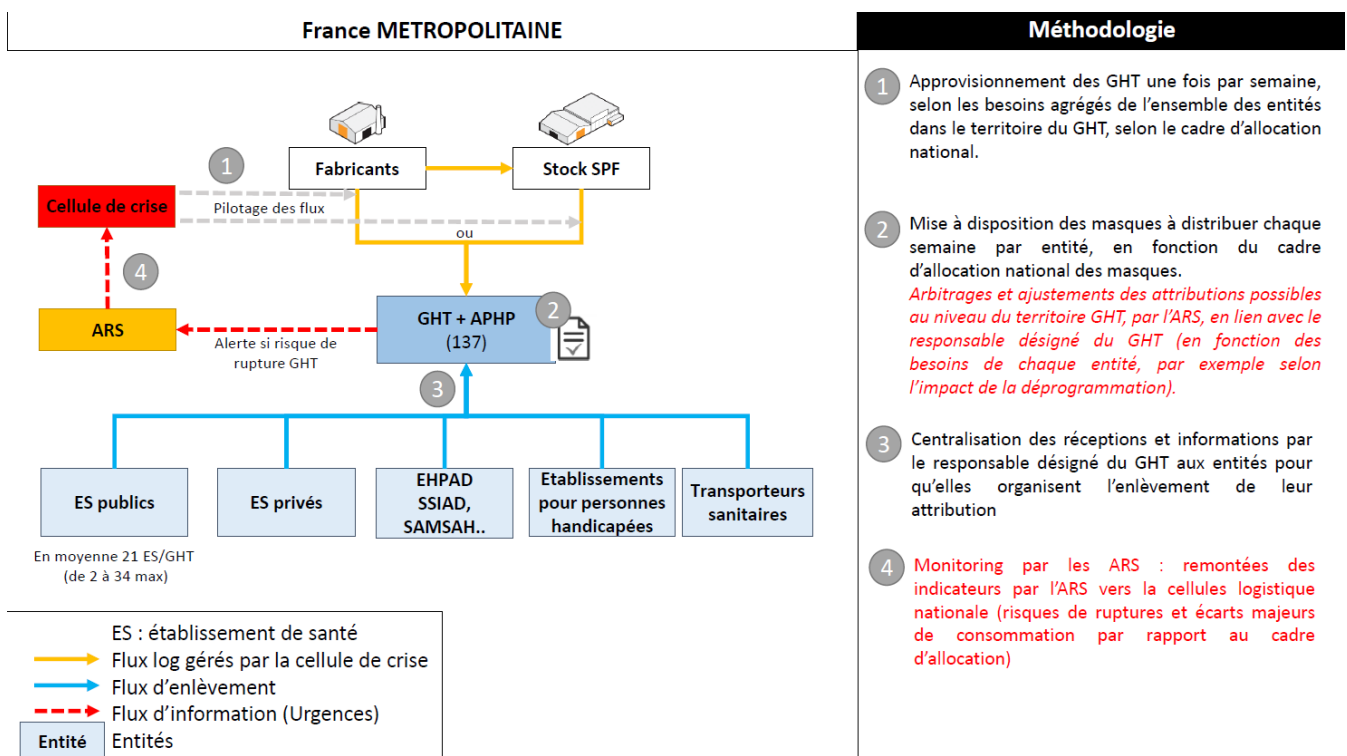 France METROPOLITAINE
Méthodologie
1
Fabricants
Stock SPF
Cellule de crise
Pilotage des flux
ou
4
ARS
Alerte si risque de
rupture GHT
GHT + APHP
(137)
2
3
ES publics
ES privés
EHPAD
SSIAD,
SAMSAH..
Etablissements
pour personnes
handicapées
Transporteurs
sanitaires
En moyenne 21 ES/GHT
(de 2 à 34 max)
ES : établissement de santé
Flux log gérés par la cellule de crise
Flux d’enlèvement
Flux d’information (Urgences)
Entité Entités
1
Approvisionnement des GHT une fois par semaine,
selon les besoins agrégés de l’ensemble des entités
dans le territoire du GHT, selon le cadre d’allocation
national.
2
Mise à disposition des masques à distribuer chaque
semaine par entité, en fonction du cadre
d’allocation national des masques.
Arbitrages et ajustements des attributions possibles
au niveau du territoire GHT, par l’ARS, en lien avec le
responsable désigné du GHT (en fonction des
besoins de chaque entité, par exemple selon
l’impact de la déprogrammation).
3
Centralisation des réceptions et informations par
le responsable désigné du GHT aux entités pour
qu’elles organisent l’enlèvement de leur
attribution
4
Monitoring par les ARS : remontées des
indicateurs par l’ARS vers la cellules logistique
nationale (risques de ruptures et écarts majeurs
de consommation par rapport au cadre
d’allocation)